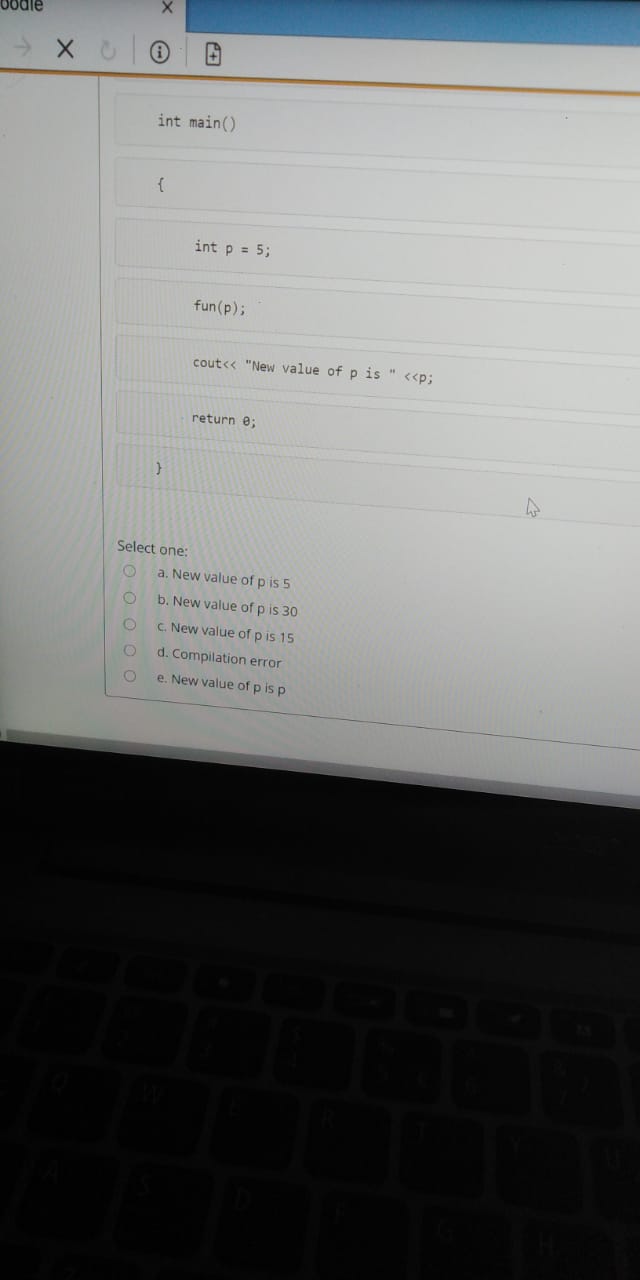 oodle
int main()
{
int p = 5;
fun(p);
cout<< "New value of p is " <<p;
return 0;
}
Select one:
a. New value of p is 5
b. New value of p is 30
c. New value of p is 15
d. Compilation error
e. New value of p is p
Q W E R T Y U
A S D F G H